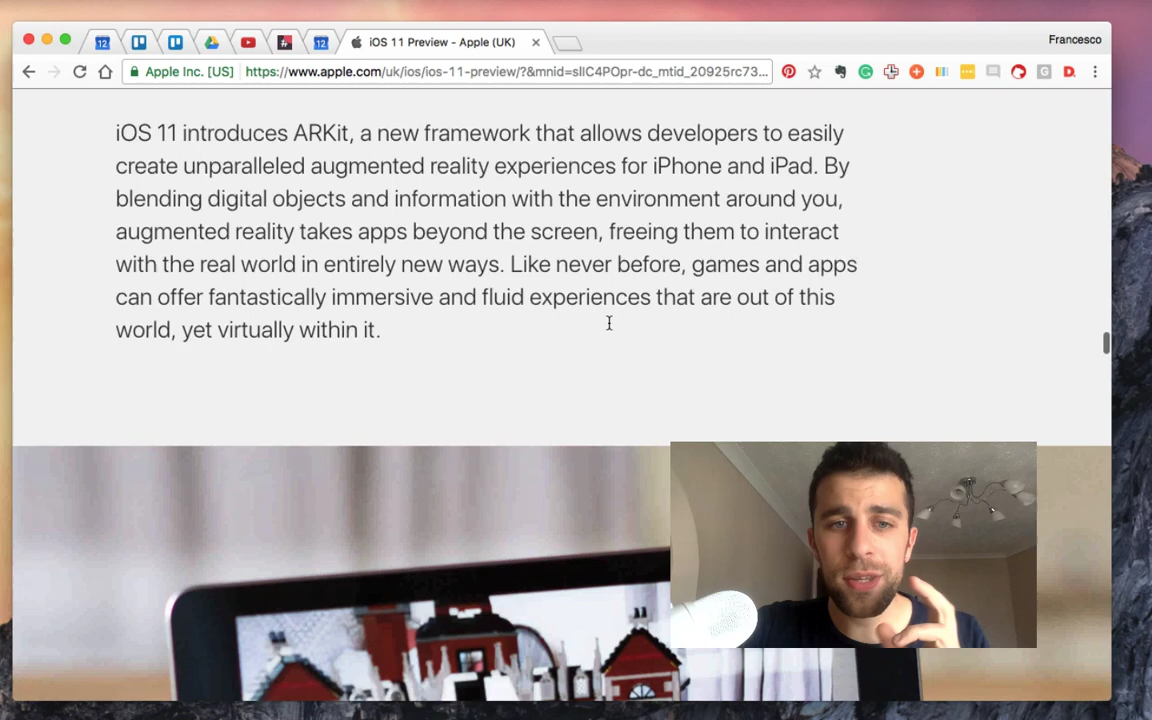 12
12
iOS 11 Preview - Apple (UK)
Francesco
Apple Inc. [US]
https://www.apple.com/uk/ios/ios-11-preview/?&mnid=slIC4POpr-dc_mtid_20925rc73...
G
D.
iOS 11 introduces ARKit, a new framework that allows developers to easily
create unparalleled augmented reality experiences for iPhone and iPad. By
blending digital objects and information with the environment around you,
augmented reality takes apps beyond the screen, freeing them to interact
with the real world in entirely new ways. Like never before, games and apps
can offer fantastically immersive and fluid experiences that are out of this
world, yet virtually within it.